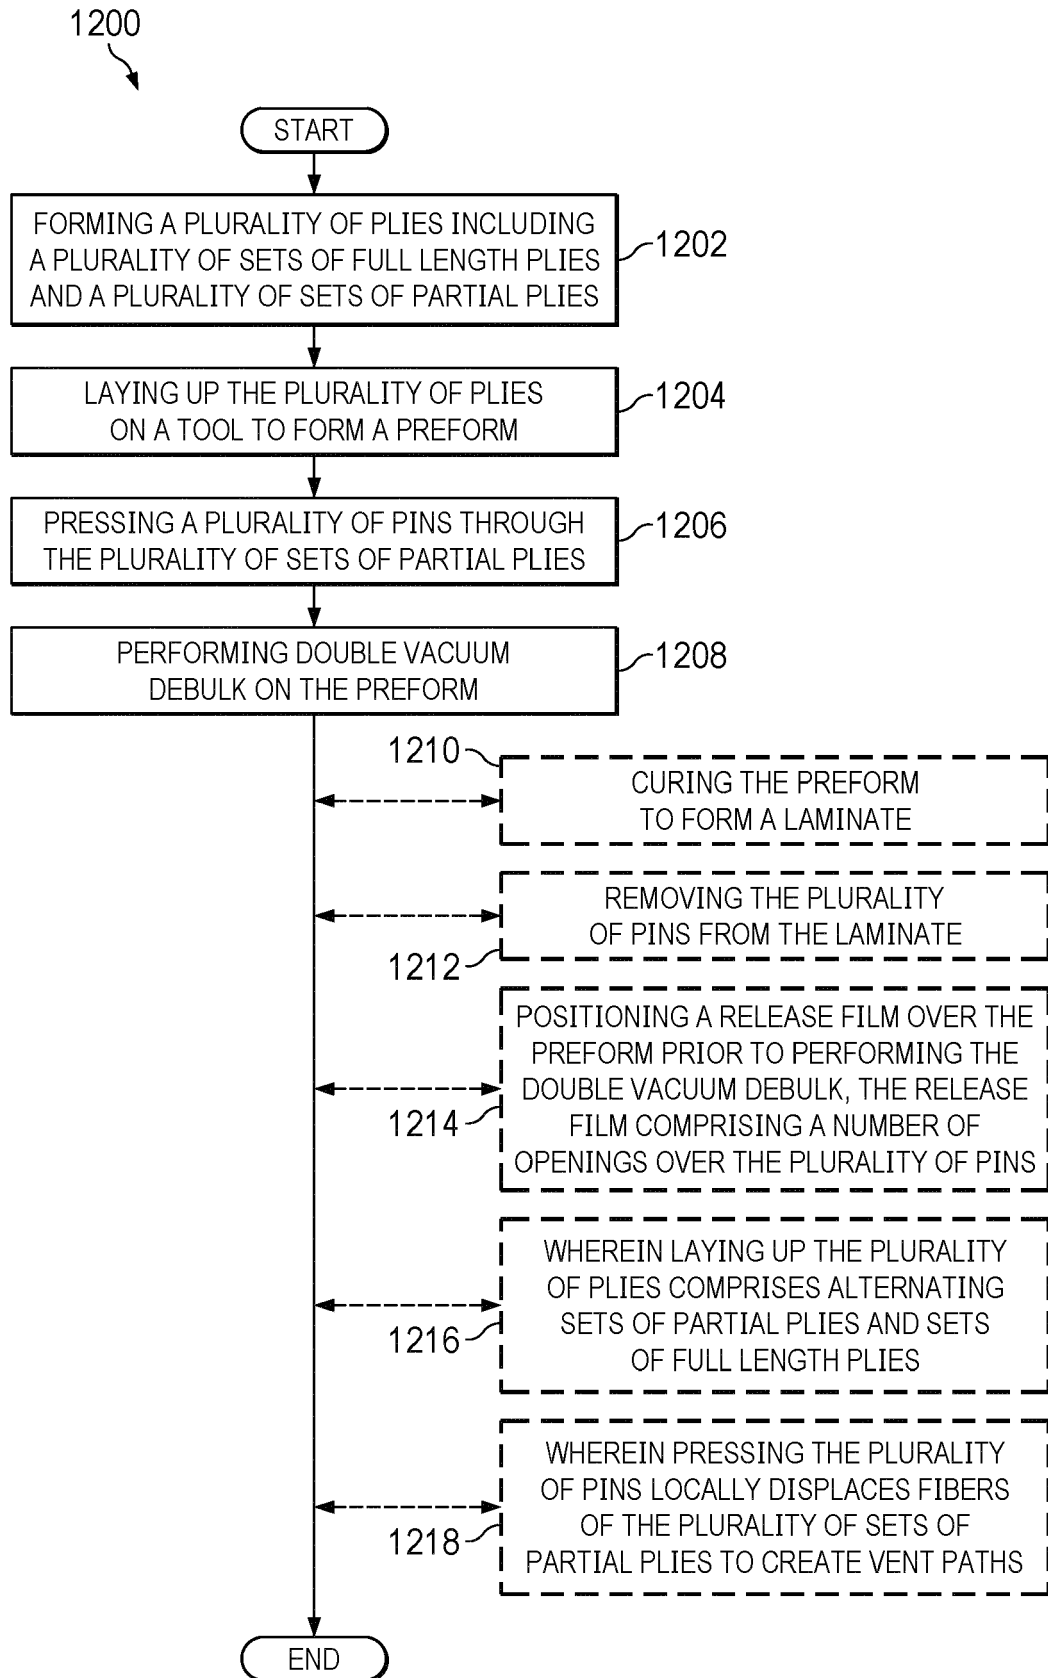 1200
START
FORMING A PLURALITY OF PLIES INCLUDING
A PLURALITY OF SETS OF FULL LENGTH PLIES
AND A PLURALITY OF SETS OF PARTIAL PLIES
1202
LAYING UP THE PLURALITY OF PLIES
ON A TOOL TO FORM A PREFORM
1204
PRESSING A PLURALITY OF PINS THROUGH
THE PLURALITY OF SETS OF PARTIAL PLIES
1206
PERFORMING DOUBLE VACUUM
DEBULK ON THE PREFORM
1208
1210
CURING THE PREFORM
TO FORM A LAMINATE
REMOVING THE PLURALITY
OF PINS FROM THE LAMINATE
1212
POSITIONING A RELEASE FILM OVER THE
PREFORM PRIOR TO PERFORMING THE
DOUBLE VACUUM DEBULK, THE RELEASE
FILM COMPRISING A NUMBER OF
OPENINGS OVER THE PLURALITY OF PINS
1214
WHEREIN LAYING UP THE PLURALITY
OF PLIES COMPRISES ALTERNATING
SETS OF PARTIAL PLIES AND SETS
OF FULL LENGTH PLIES
1216
WHEREIN PRESSING THE PLURALITY
OF PINS LOCALLY DISPLACES FIBERS
OF THE PLURALITY OF SETS OF
PARTIAL PLIES TO CREATE VENT PATHS
1218
END